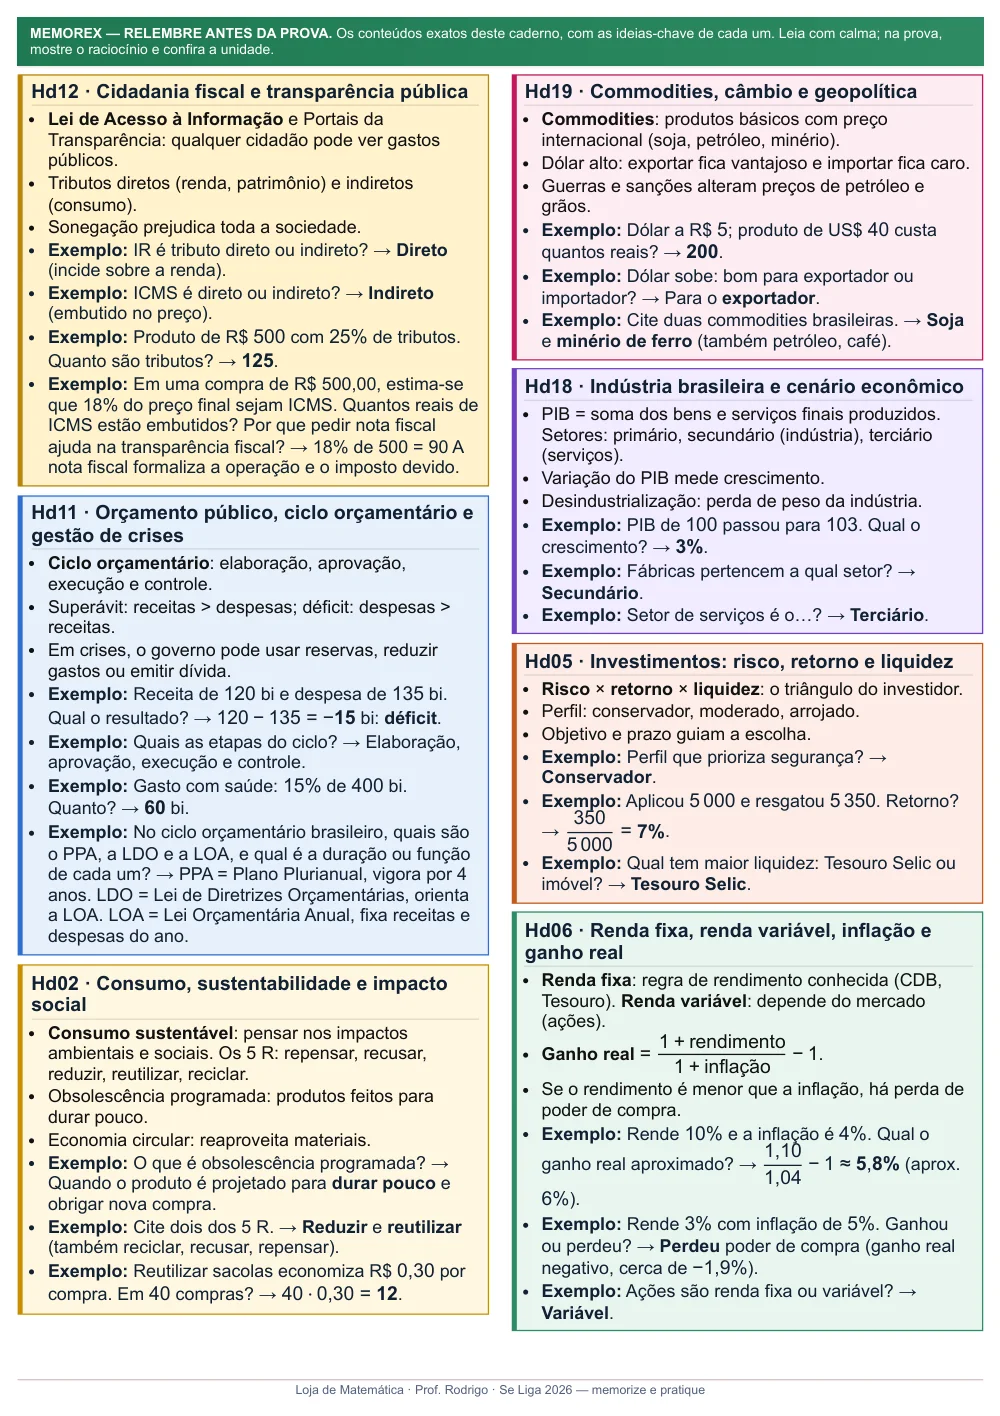 MEMOREX — RELEMBRE ANTES DA PROVA. Os conteúdos exatos deste caderno, com as ideias-chave de cada um. Leia com calma; na prova,
mostre o raciocínio e confira a unidade.
Hd12 · Cidadania fiscal e transparência pública
• Lei de Acesso à Informação e Portais da
Transparência: qualquer cidadão pode ver gastos
públicos.
• Tributos diretos (renda, patrimônio) e indiretos
(consumo).
• Sonegação prejudica toda a sociedade.
• Exemplo: IR é tributo direto ou indireto? → Direto
(incide sobre a renda).
• Exemplo: ICMS é direto ou indireto? → Indireto
(embutido no preço).
• Exemplo: Produto de R$ 500 com 25% de tributos.
Quanto são tributos? → 125.
• Exemplo: Em uma compra de R$ 500,00, estima-se
que 18% do preço final sejam ICMS. Quantos reais de
ICMS estão embutidos? Por que pedir nota fiscal
ajuda na transparência fiscal? → 18% de 500 = 90 A
nota fiscal formaliza a operação e o imposto devido.
Hd11 · Orçamento público, ciclo orçamentário e
gestão de crises
• Ciclo orçamentário: elaboração, aprovação,
execução e controle.
• Superávit: receitas > despesas; déficit: despesas >
receitas.
• Em crises, o governo pode usar reservas, reduzir
gastos ou emitir dívida.
• Exemplo: Receita de 120 bi e despesa de 135 bi.
Qual o resultado? → 120 − 135 = −15 bi: déficit.
• Exemplo: Quais as etapas do ciclo? → Elaboração,
aprovação, execução e controle.
• Exemplo: Gasto com saúde: 15% de 400 bi.
Quanto? → 60 bi.
• Exemplo: No ciclo orçamentário brasileiro, quais são
o PPA, a LDO e a LOA, e qual é a duração ou função
de cada um? → PPA = Plano Plurianual, vigora por 4
anos. LDO = Lei de Diretrizes Orçamentárias, orienta
a LOA. LOA = Lei Orçamentária Anual, fixa receitas e
despesas do ano.
Hd02 · Consumo, sustentabilidade e impacto
social
• Consumo sustentável: pensar nos impactos
ambientais e sociais. Os 5 R: repensar, recusar,
reduzir, reutilizar, reciclar.
• Obsolescência programada: produtos feitos para
durar pouco.
• Economia circular: reaproveita materiais.
• Exemplo: O que é obsolescência programada? →
Quando o produto é projetado para durar pouco e
obrigar nova compra.
• Exemplo: Cite dois dos 5 R. → Reduzir e reutilizar
(também reciclar, recusar, repensar).
• Exemplo: Reutilizar sacolas economiza R$ 0,30 por
compra. Em 40 compras? → 40 · 0,30 = 12.
Hd19 · Commodities, câmbio e geopolítica
• Commodities: produtos básicos com preço
internacional (soja, petróleo, minério).
• Dólar alto: exportar fica vantajoso e importar fica caro.
• Guerras e sanções alteram preços de petróleo e
grãos.
• Exemplo: Dólar a R$ 5; produto de US$ 40 custa
quantos reais? → 200.
• Exemplo: Dólar sobe: bom para exportador ou
importador? → Para o exportador.
• Exemplo: Cite duas commodities brasileiras. → Soja
e minério de ferro (também petróleo, café).
Hd18 · Indústria brasileira e cenário econômico
• PIB = soma dos bens e serviços finais produzidos.
Setores: primário, secundário (indústria), terciário
(serviços).
• Variação do PIB mede crescimento.
• Desindustrialização: perda de peso da indústria.
• Exemplo: PIB de 100 passou para 103. Qual o
crescimento? → 3%.
• Exemplo: Fábricas pertencem a qual setor? →
Secundário.
• Exemplo: Setor de serviços é o…? → Terciário.
Hd05 · Investimentos: risco, retorno e liquidez
• Risco × retorno × liquidez: o triângulo do investidor.
• Perfil: conservador, moderado, arrojado.
• Objetivo e prazo guiam a escolha.
• Exemplo: Perfil que prioriza segurança? →
Conservador.
• Exemplo: Aplicou 5 000 e resgatou 5 350. Retorno?
→ 350/5 000 = 7%.
• Exemplo: Qual tem maior liquidez: Tesouro Selic ou
imóvel? → Tesouro Selic.
Hd06 · Renda fixa, renda variável, inflação e
ganho real
• Renda fixa: regra de rendimento conhecida (CDB,
Tesouro). Renda variável: depende do mercado
(ações).
• Ganho real = (1 + rendimento)/(1 + inflação) − 1.
• Se o rendimento é menor que a inflação, há perda de
poder de compra.
• Exemplo: Rende 10% e a inflação é 4%. Qual o
ganho real aproximado? → 1,10/1,04 − 1 ≈ 5,8% (aprox.
6%).
• Exemplo: Rende 3% com inflação de 5%. Ganhou
ou perdeu? → Perdeu poder de compra (ganho real
negativo, cerca de −1,9%).
• Exemplo: Ações são renda fixa ou variável? →
Variável.
Loja de Matemática · Prof. Rodrigo · Se Liga 2026 — memorize e pratique